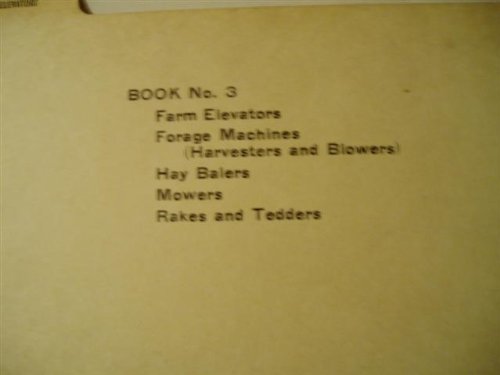 BOOK No. 3
Farm Elevators
Forage Machines
(Harvesters and Blowers)
Hay Balers
Mowers
Rakes and Tedders